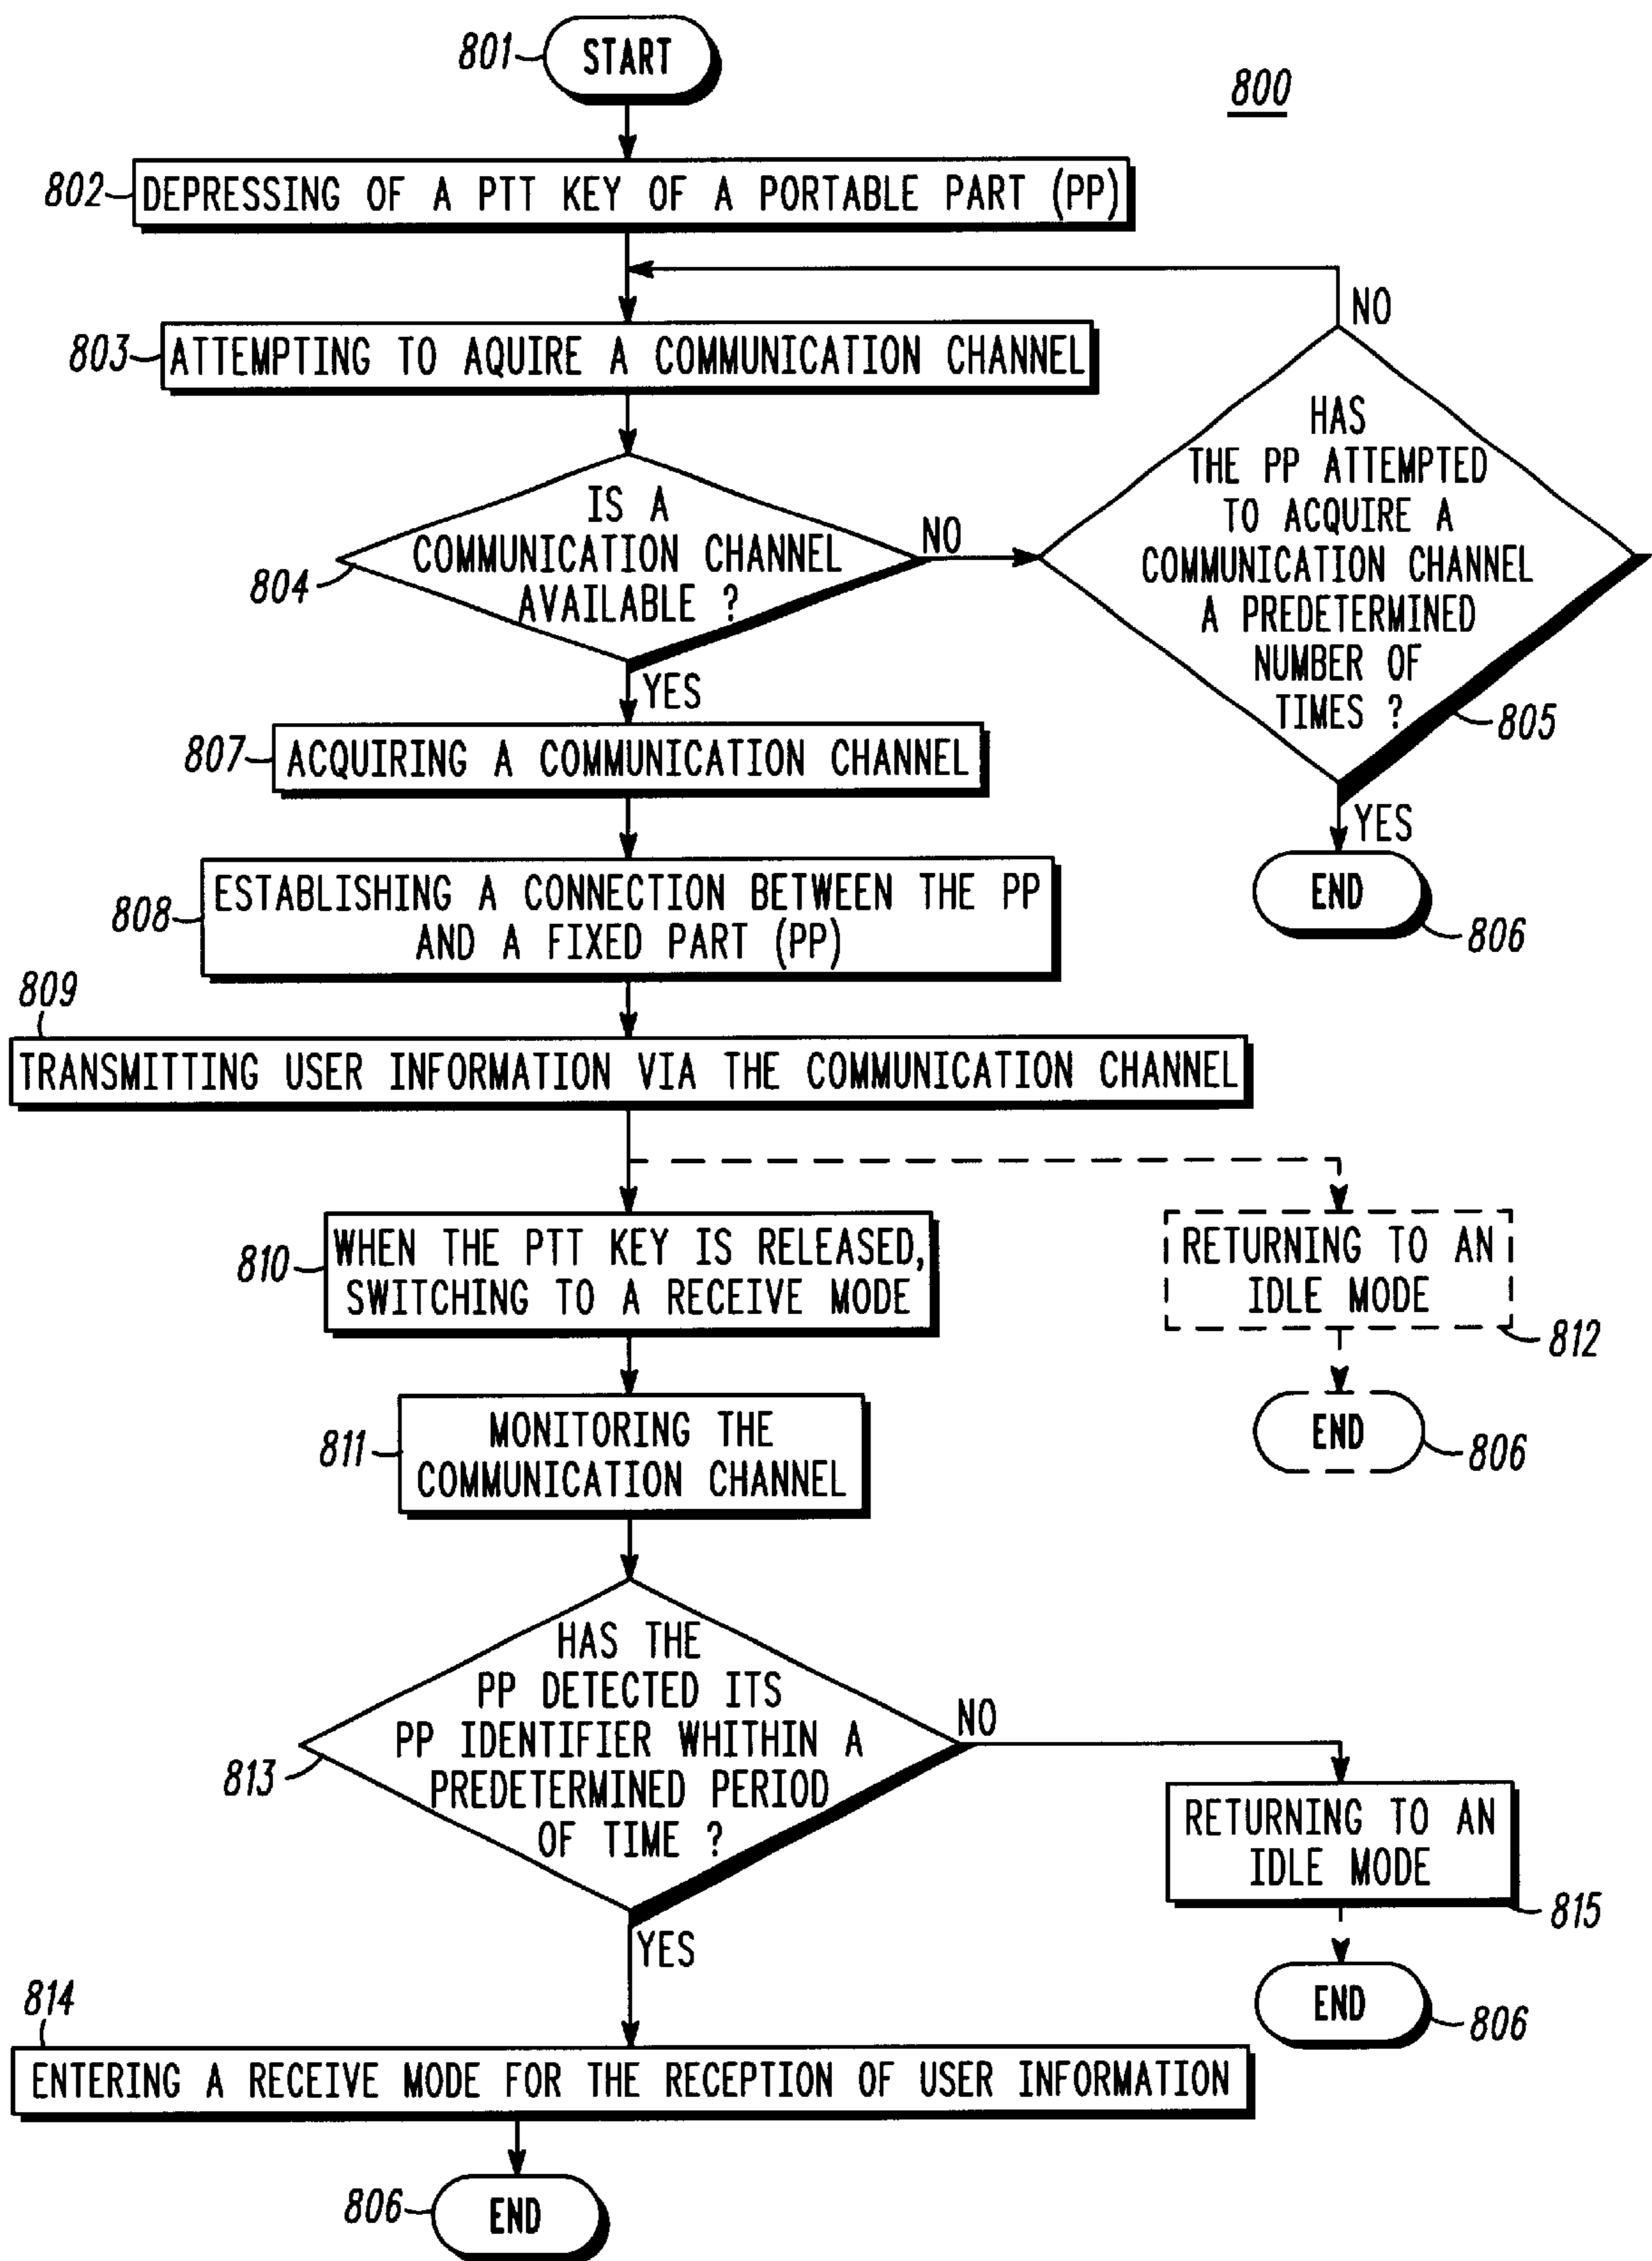 801
START
800
802
DEPRESSING OF A PTT KEY OF A PORTABLE PART (PP)
NO
803
ATTEMPTING TO AQUIRE A COMMUNICATION CHANNEL
HAS
THE PP ATTEMPTED
TO ACQUIRE A
COMMUNICATION CHANNEL
A PREDETERMINED
NUMBER OF
TIMES ?
805
IS A
COMMUNICATION CHANNEL
AVAILABLE ?
804
NO
YES
807
ACQUIRING A COMMUNICATION CHANNEL
YES
END
806
808
ESTABLISHING A CONNECTION BETWEEN THE PP
AND A FIXED PART (PP)
809
TRANSMITTING USER INFORMATION VIA THE COMMUNICATION CHANNEL
810
WHEN THE PTT KEY IS RELEASED,
SWITCHING TO A RECEIVE MODE
RETURNING TO AN
IDLE MODE
812
END
806
811
MONITORING THE
COMMUNICATION CHANNEL
HAS THE
PP DETECTED ITS
PP IDENTIFIER WHITHIN A
PREDETERMINED PERIOD
OF TIME ?
813
NO
RETURNING TO AN
IDLE MODE
815
END
806
YES
814
ENTERING A RECEIVE MODE FOR THE RECEPTION OF USER INFORMATION
806
END